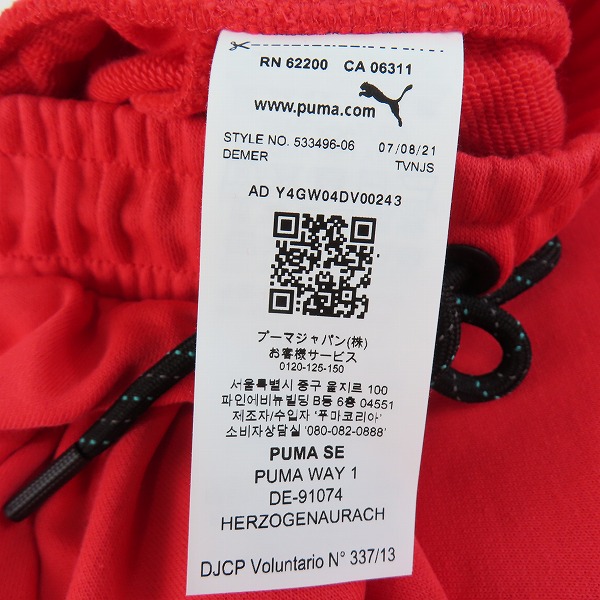 RN 62200 CA 06311
www.puma.com
STYLE NO. 533496-06 07/08/21
DEMER TVNJS
AD Y4GW04DV00243
プーマジャパン(株)
お客様サービス
0120-125-150
서울특별시 중구 을지르 100
파인에비뉴빌딩 B동 6층 04551
제조자/수입자 '푸마코리아'
소비자상담실 '080-082-0888'
PUMA SE
PUMA WAY 1
DE-91074
HERZOGENAURACH
DJCP Voluntario N° 337/13